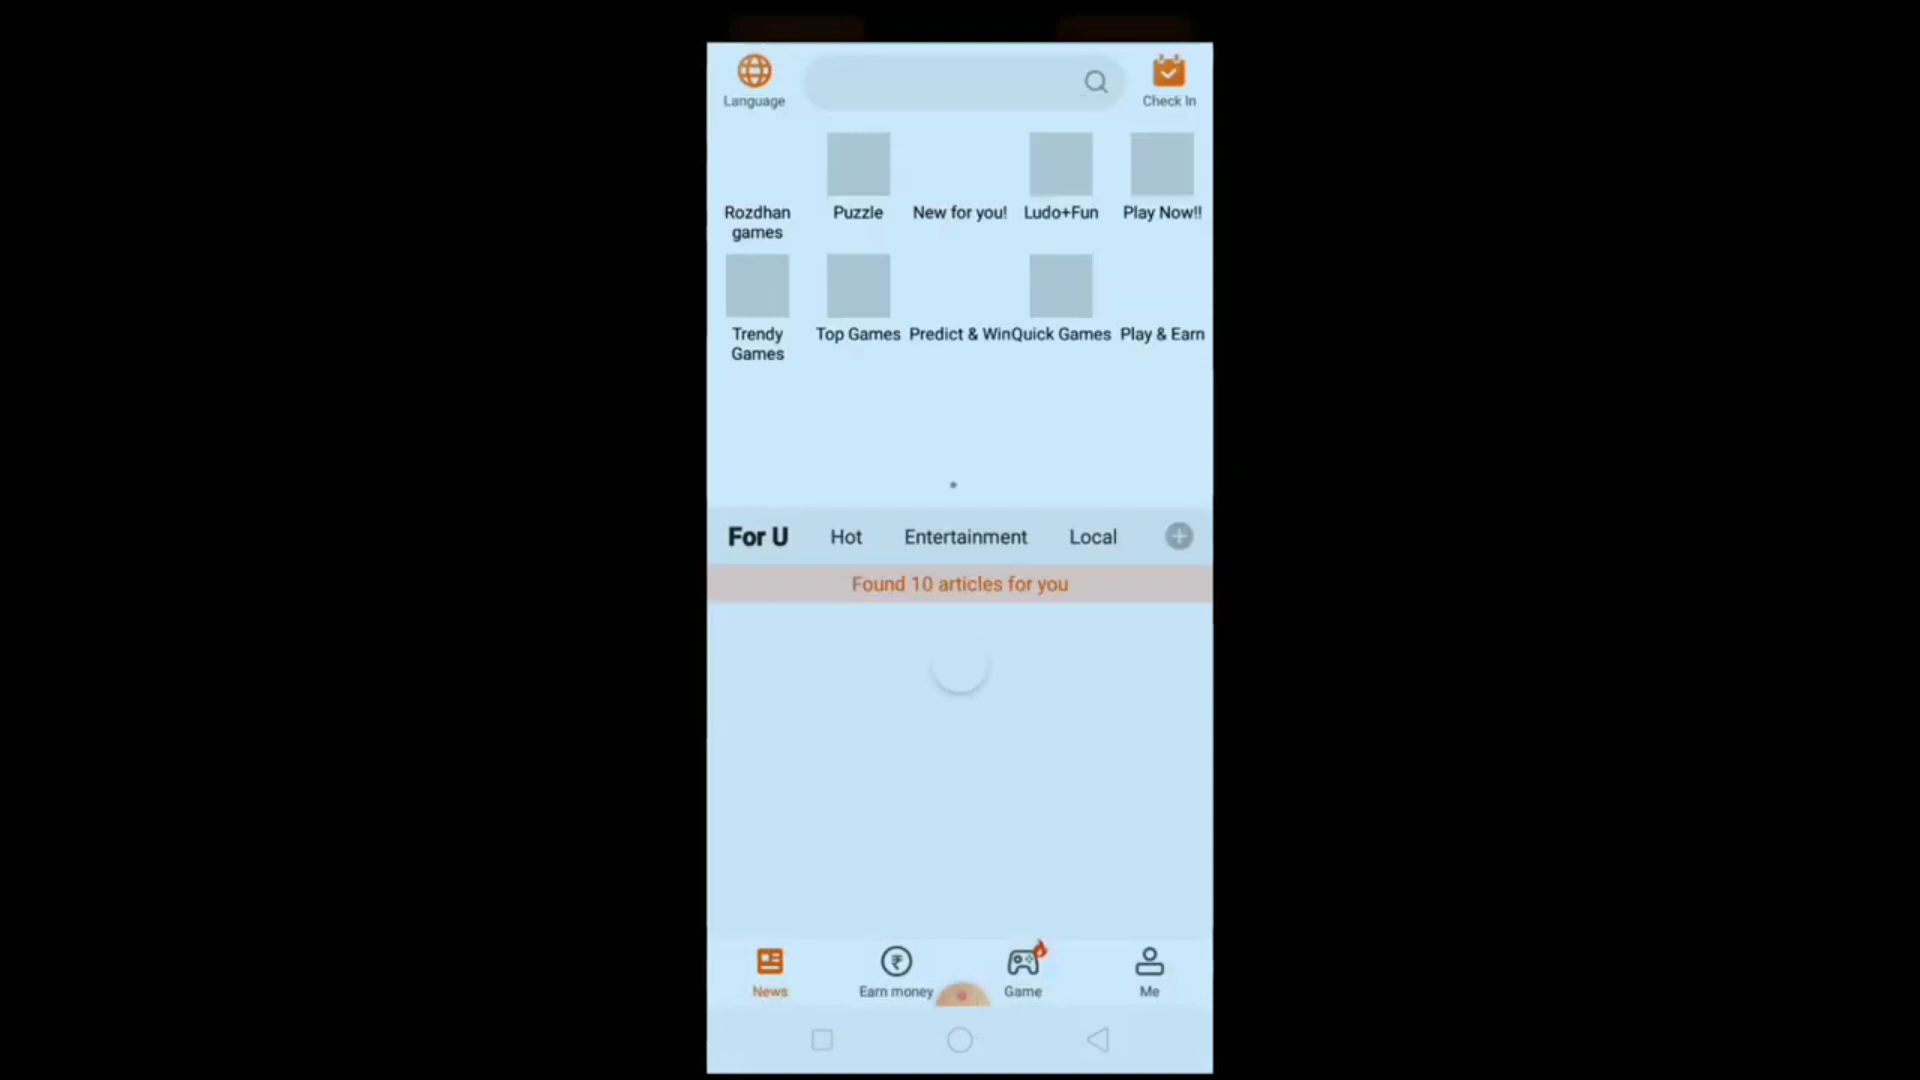 Language
Check In
Rozdhan games
Puzzle
New for you!
Ludo+Fun
Play Now!!
Trendy Games
Top Games
Predict & Win
Quick Games
Play & Earn
For U
Hot
Entertainment
Local
Found 10 articles for you
News
Earn money
Game
Me